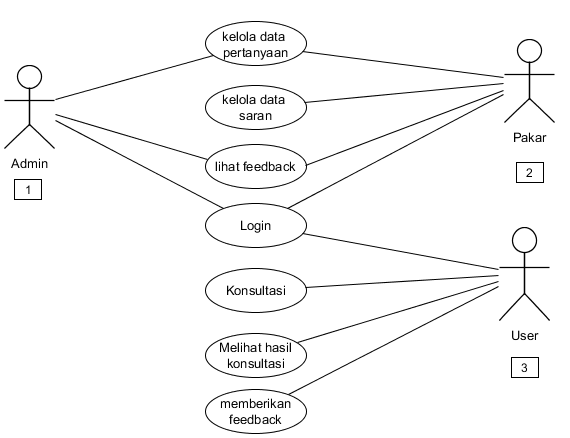 kelola data
pertanyaan
kelola data
saran
lihat feedback
Login
Konsultasi
Melihat hasil
konsultasi
memberikan
feedback
Admin
1
Pakar
2
User
3